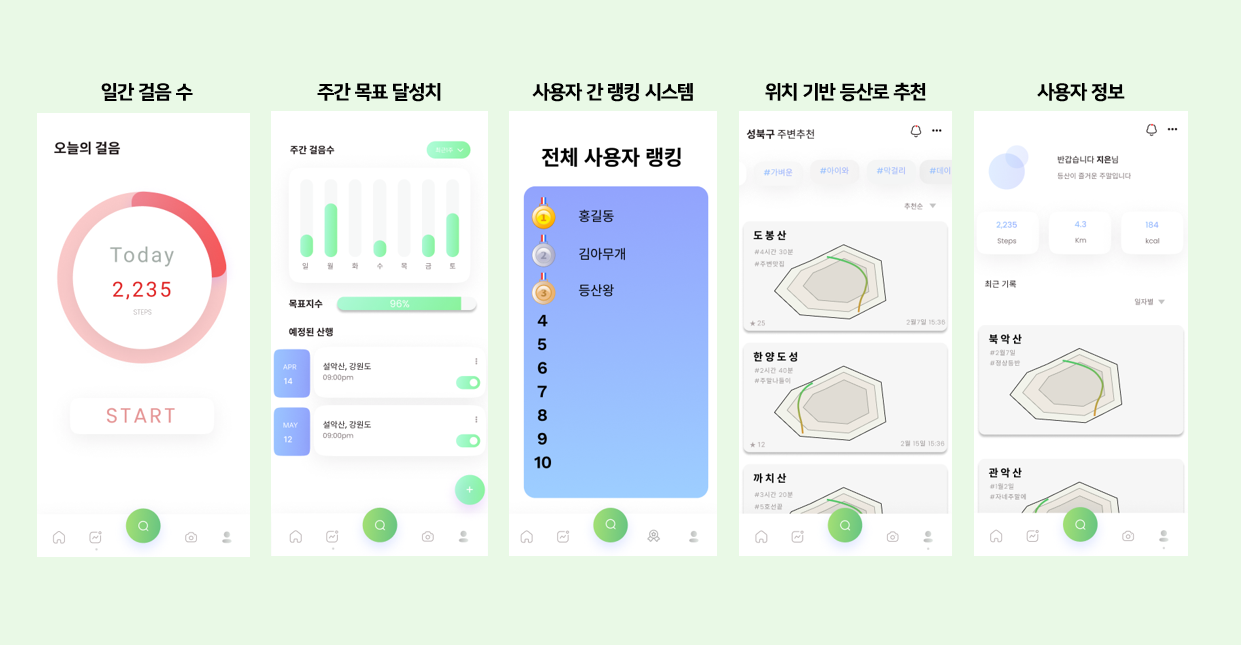 일간 걸음 수
오늘의 걸음
Today
2,235
STEPS
START
주간 목표 달성치
주간 걸음수
일 월 화 수 목 금 토
목표지수
96%
예정된 산행
APR
14
설악산, 강원도
09:00pm
MAY
12
설악산, 강원도
09:00pm
+
사용자 간 랭킹 시스템
전체 사용자 랭킹
1 홍길동
2 김아무개
3 등산왕
4
5
6
7
8
9
10
위치 기반 등산로 추천
성북구 주변추천
#가벼운 #아이와 #막걸리 #데이
추천순
도봉산
#4시간 30분
#주변맛집
★ 25 2월7일 15:36
한양도성
#2시간 40분
#주말나들이
★ 12 2월 15일 15:36
까치산
#3시간 20분
#5호선끝
사용자 정보
반갑습니다 지은님
등산이 즐거운 주말입니다
2,235
Steps
4.3
Km
184
kcal
최근 기록
일자별
북악산
#2월7일
#정상등반
관악산
#1월2일